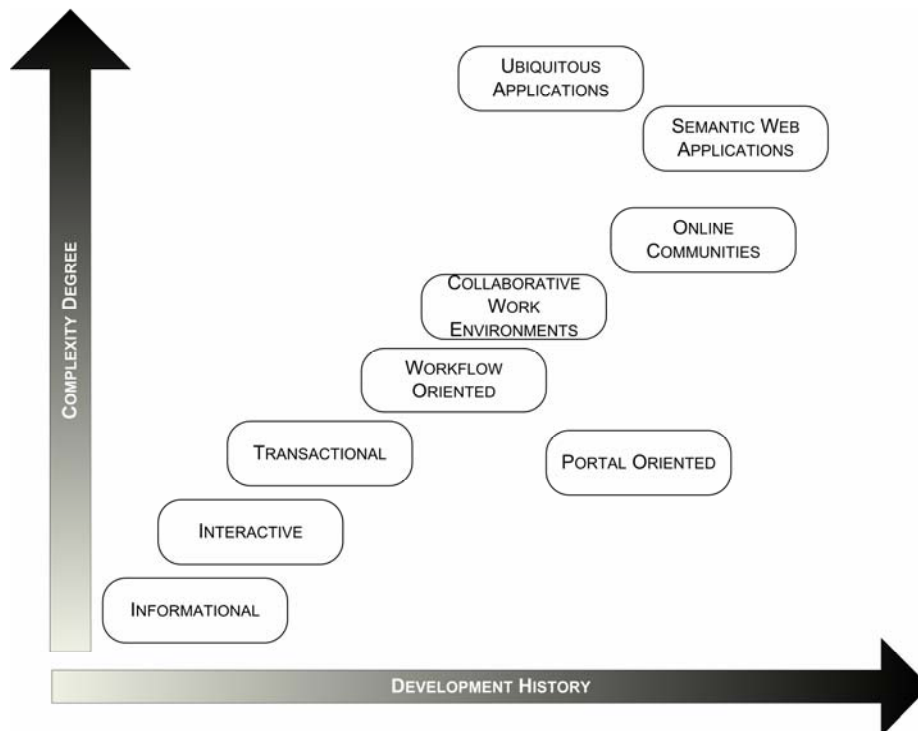 UBIQUITOUS
APPLICATIONS
SEMANTIC WEB
APPLICATIONS
ONLINE
COMMUNITIES
COLLABORATIVE
WORK
ENVIRONMENTS
WORKFLOW
ORIENTED
TRANSACTIONAL
PORTAL ORIENTED
INTERACTIVE
INFORMATIONAL
COMPLEXITY DEGREE
DEVELOPMENT HISTORY